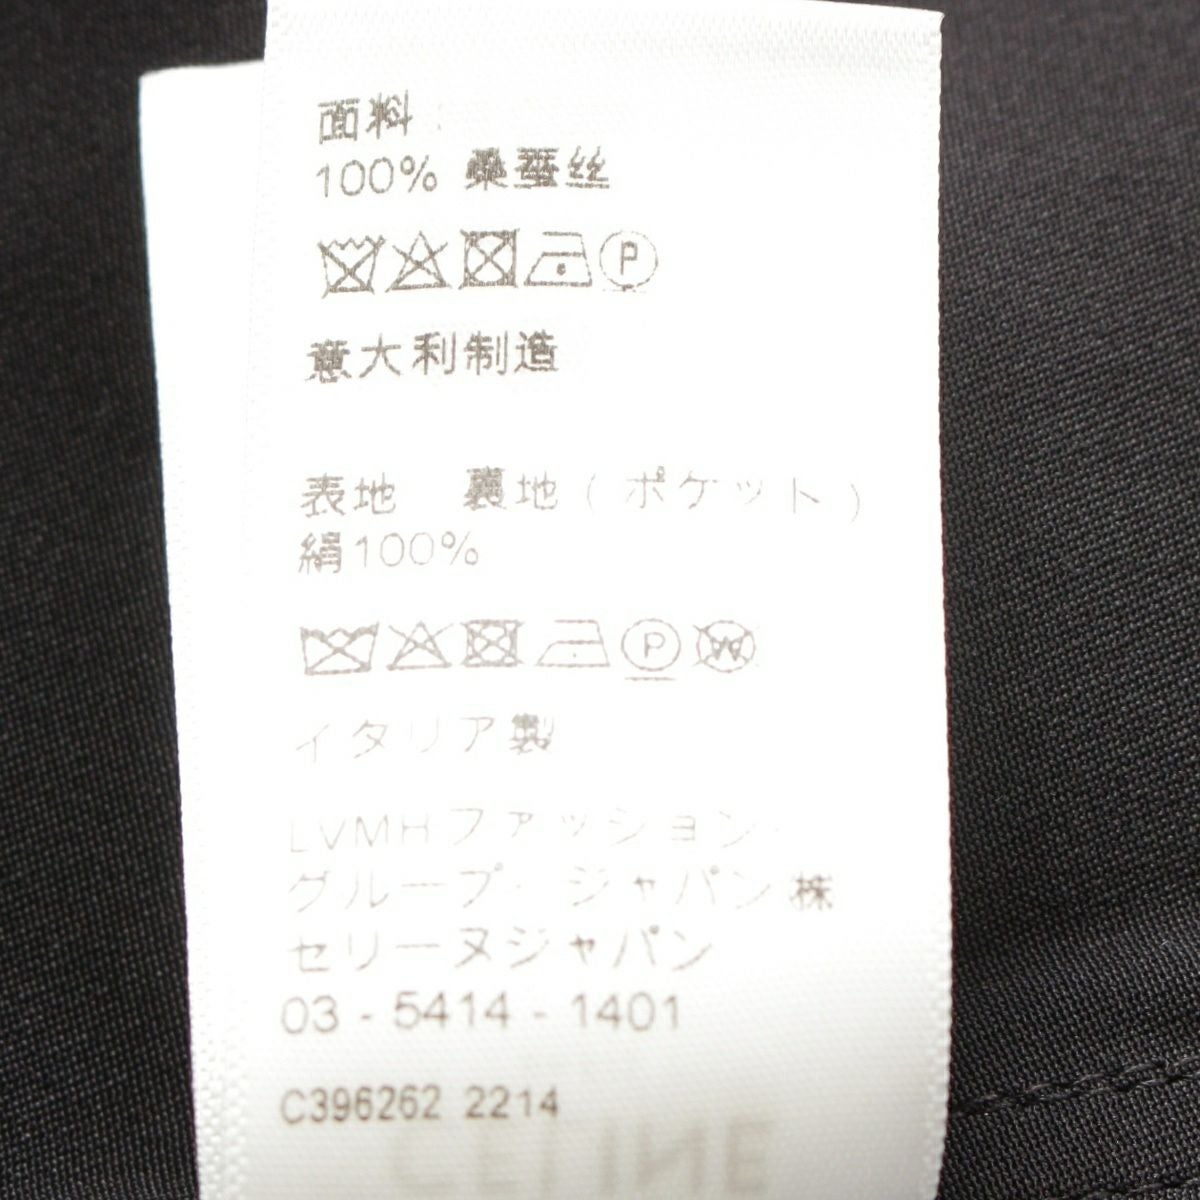 面料:
100% 桑蚕丝
P
意大利制造
表地 裏地(ポケット)
絹100%
P W
イタリア製
LVMHファッション・
グループ・ジャパン㈱
セリーヌジャパン
03-5414-1401
C396262 2214
CELINE